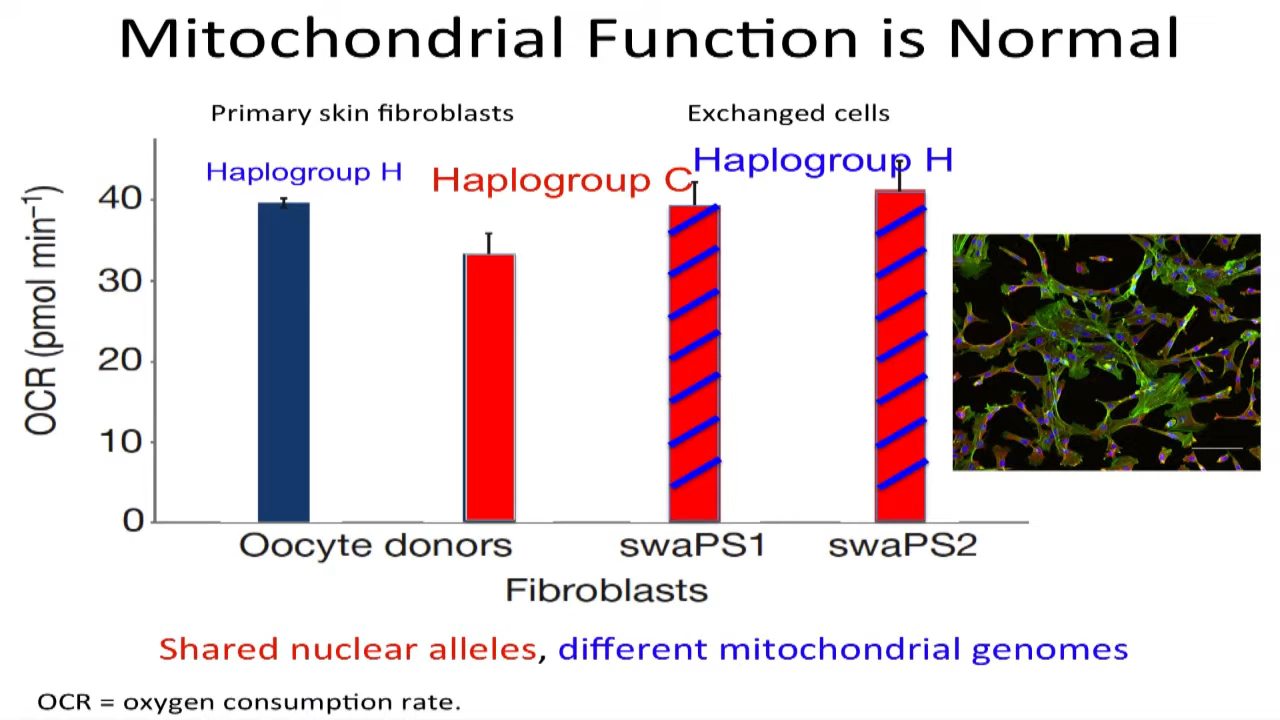 Mitochondrial Function is Normal
Primary skin fibroblasts
Exchanged cells
Haplogroup H
Haplogroup C
Haplogroup H
OCR (pmol min⁻¹)
40
30
20
10
0
Oocyte donors
swaPS1
swaPS2
Fibroblasts
Shared nuclear alleles, different mitochondrial genomes
OCR = oxygen consumption rate.